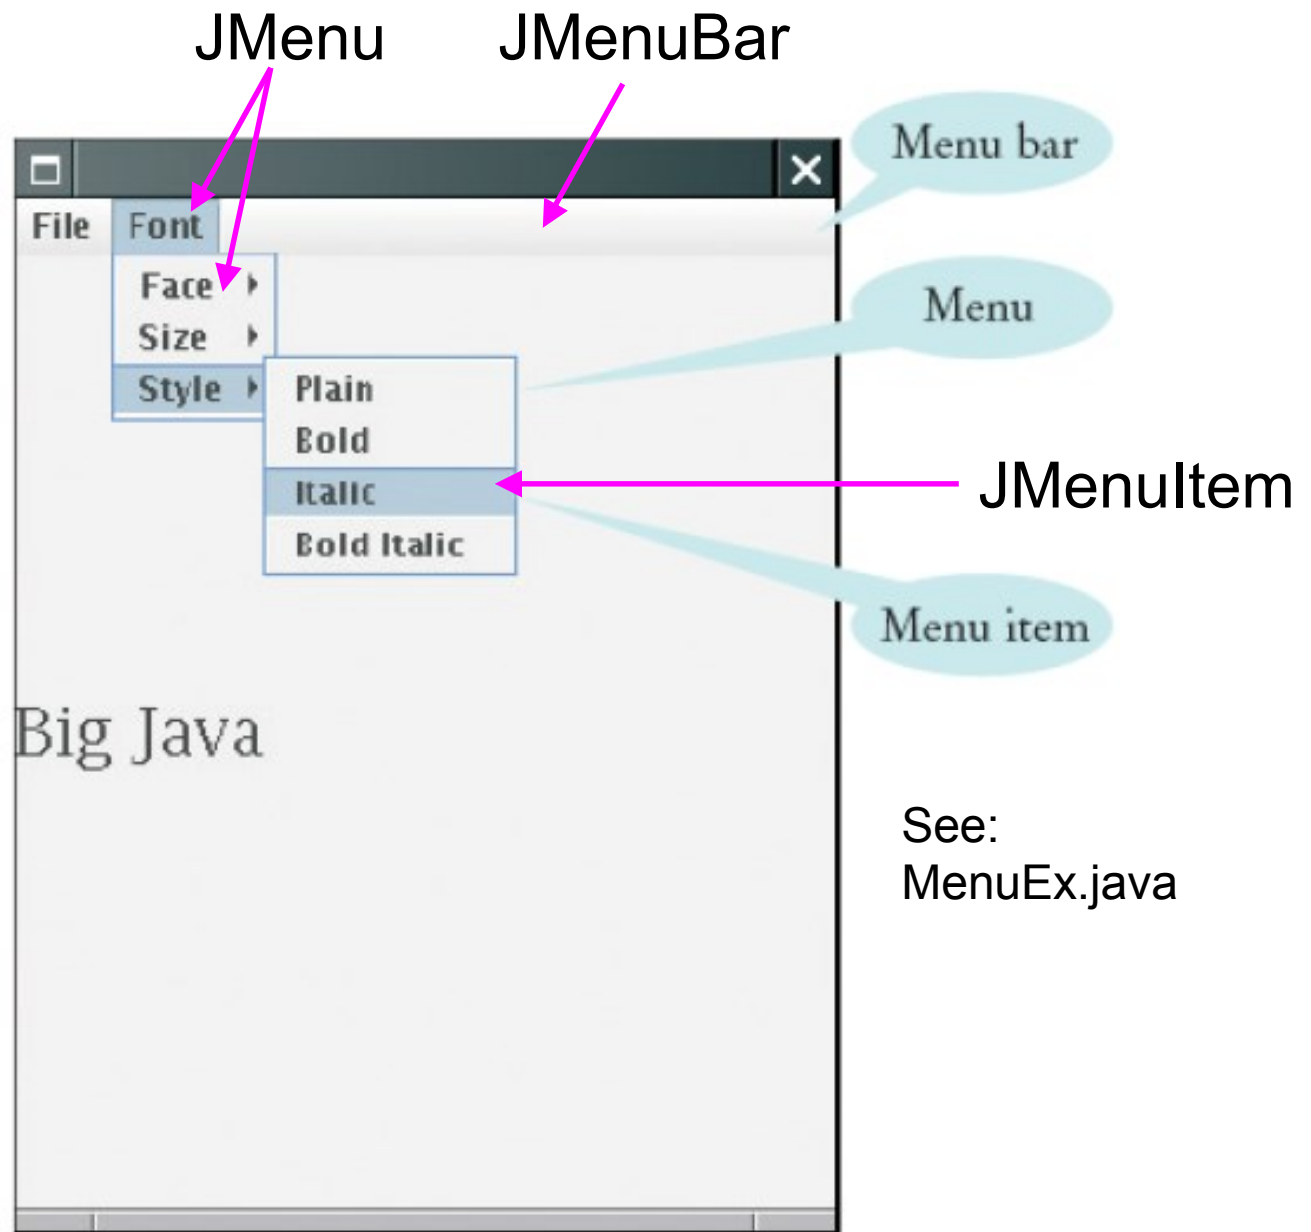 JMenu JMenuBar
Menu bar
File Font
Face
Size
Style
Menu
Plain
Bold
Italic
Bold Italic
JMenuItem
Menu item
Big Java
See:
MenuEx.java